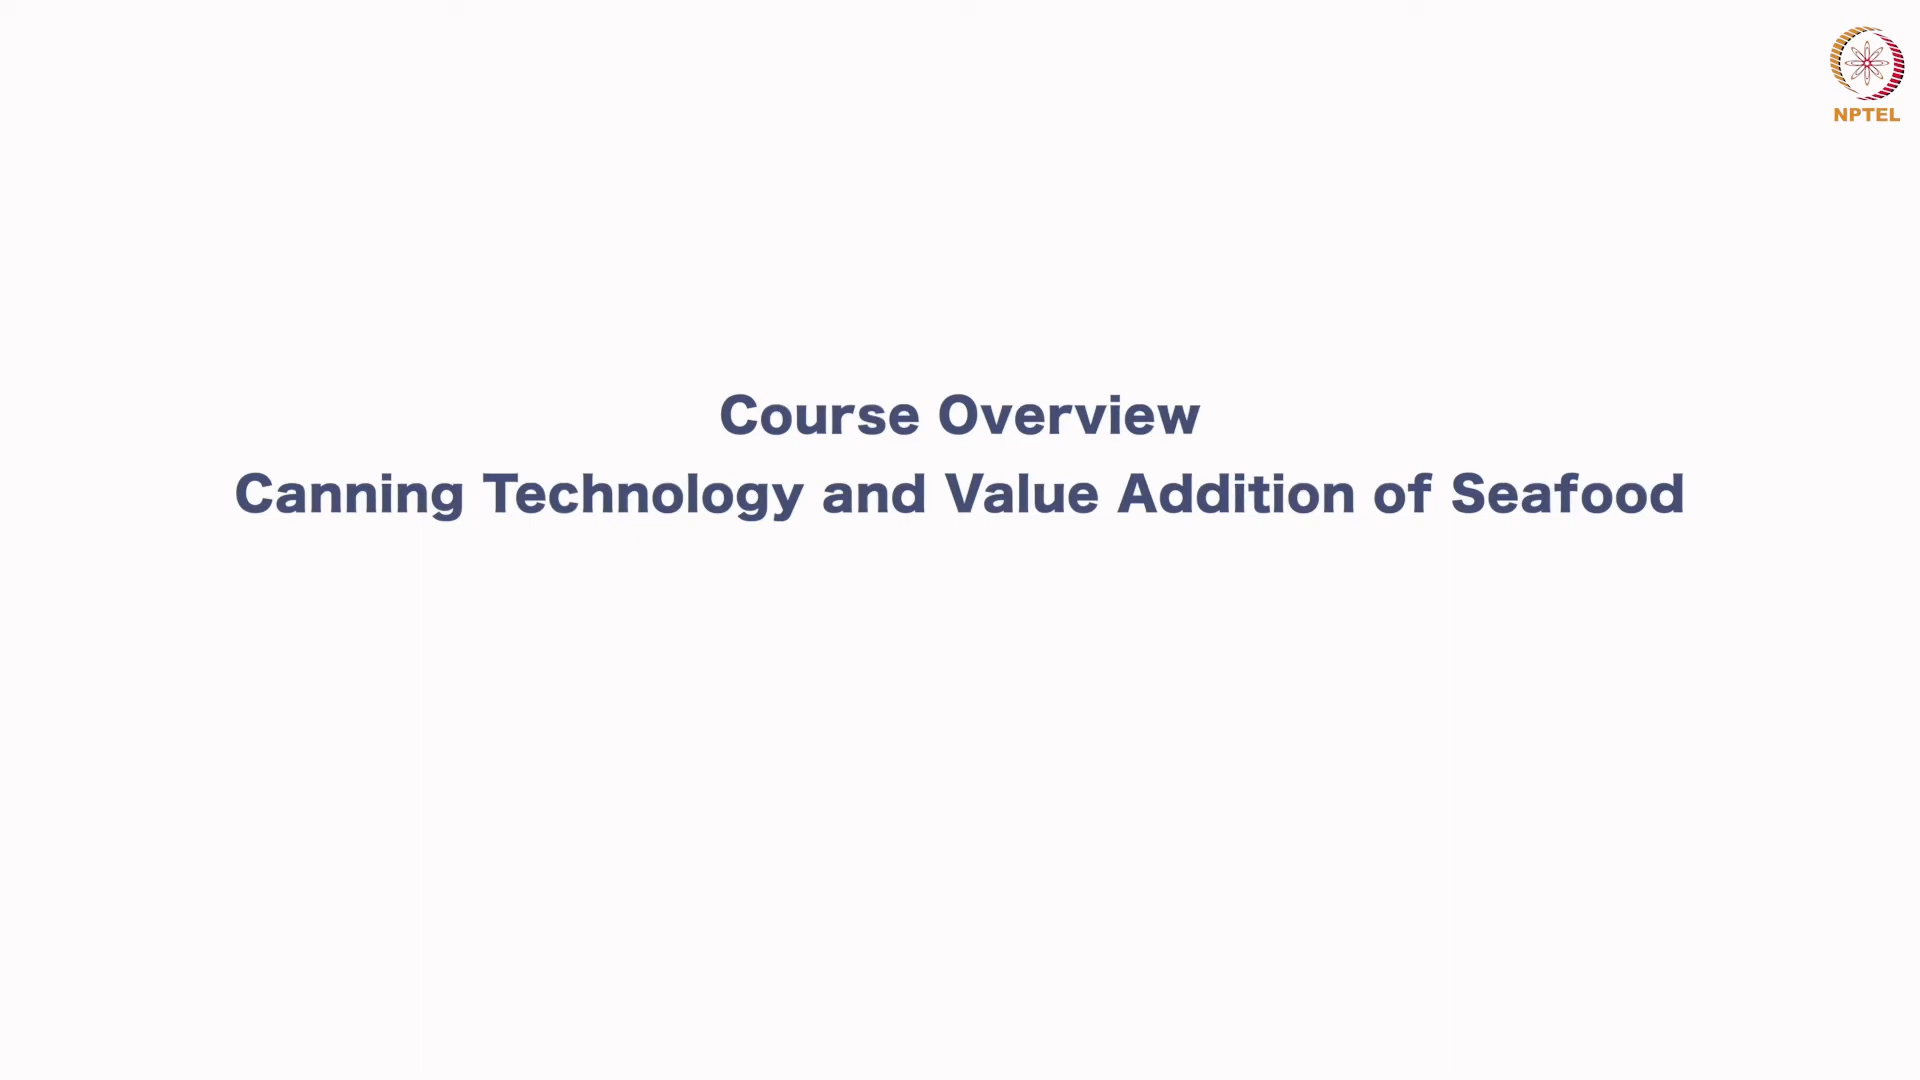 NPTEL
Course Overview
Canning Technology and Value Addition of Seafood